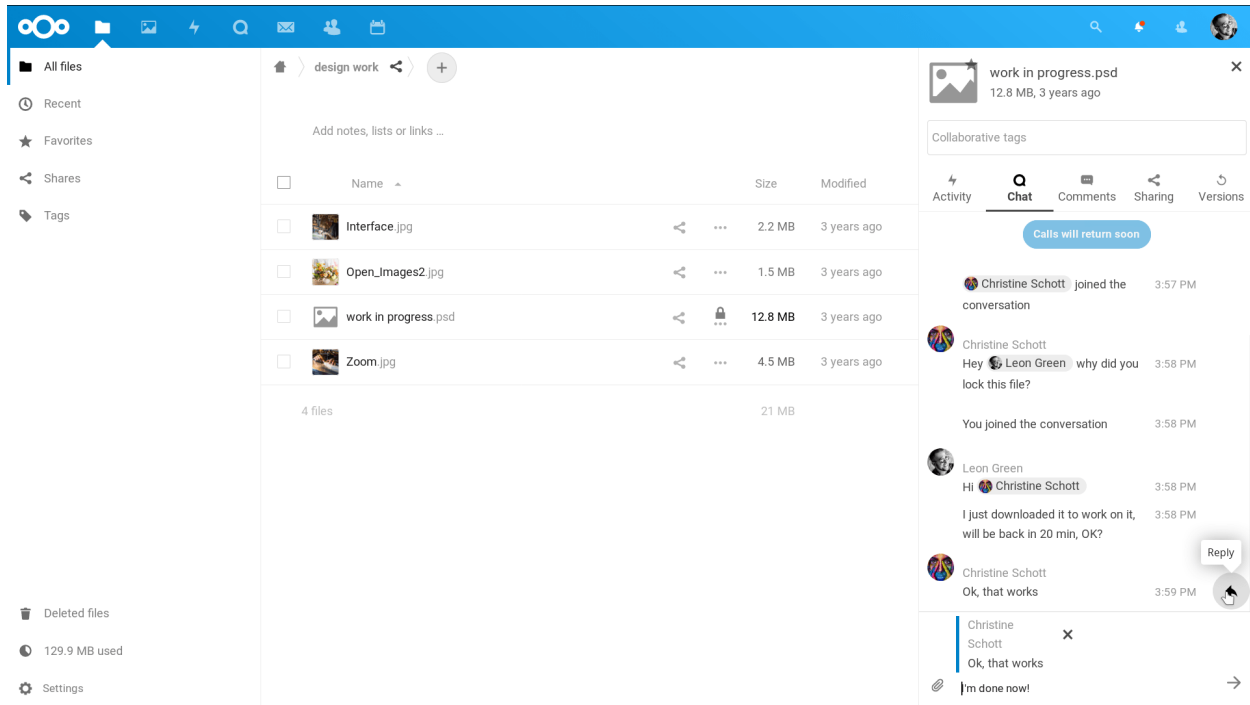 All files
Recent
Favorites
Shares
Tags
Deleted files
129.9 MB used
Settings
design work
Add notes, lists or links ...
Name Size Modified
Interface.jpg 2.2 MB 3 years ago
Open_Images2.jpg 1.5 MB 3 years ago
work in progress.psd 12.8 MB 3 years ago
Zoom.jpg 4.5 MB 3 years ago
4 files 21 MB
work in progress.psd
12.8 MB, 3 years ago
Collaborative tags
Activity Chat Comments Sharing Versions
Calls will return soon
Christine Schott joined the 3:57 PM
conversation
Christine Schott
Hey Leon Green why did you 3:58 PM
lock this file?
You joined the conversation 3:58 PM
Leon Green
Hi Christine Schott 3:58 PM
I just downloaded it to work on it, 3:58 PM
will be back in 20 min, OK?
Reply
Christine Schott
Ok, that works 3:59 PM
Christine
Schott
Ok, that works
I'm done now!